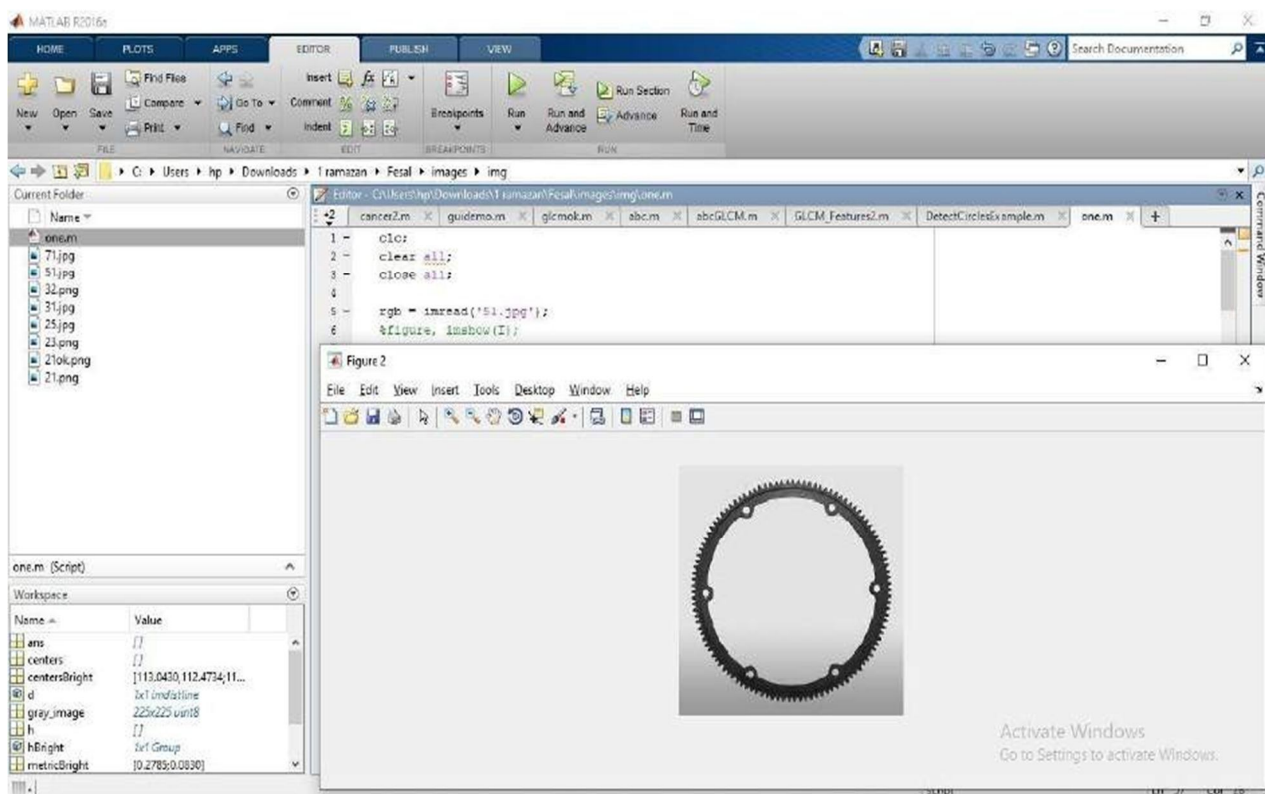 MATLAB R2016a
HOME PLOTS APPS EDITOR PUBLISH VIEW Search Documentation
New Open Save Find Files Compare Print Go To Find Insert fx Comment Indent Breakpoints Run Run and Advance Run Section Advance Run and Time
FILE NAVIGATE EDIT BREAKPOINTS RUN
C: Users hp Downloads 1 ramazan Fesal images img
Current Folder
Name
one.m
71.jpg
51.jpg
32.png
31.jpg
25.jpg
23.png
21ok.png
21.png
one.m (Script)
Workspace
Name Value
ans []
centers []
centersBright [113.0430,112.4734;11...
d 1x1 imdistline
gray_image 225x225 uint8
h []
hBright 1x1 Group
metricBright [0.2785;0.0830]
Editor - C:\Users\hp\Downloads\1 ramazan\Fesal\images\img\one.m
+2 cancer2.m guidemo.m glcmok.m abc.m abcGLCM.m GLCM_Features2.m DetectCirclesExample.m one.m +
1 - clc;
2 - clear all;
3 - close all;
4
5 - rgb = imread('51.jpg');
6 %figure, imshow(I);
Command Window
Figure 2
File Edit View Insert Tools Desktop Window Help
Activate Windows
Go to Settings to activate Windows.